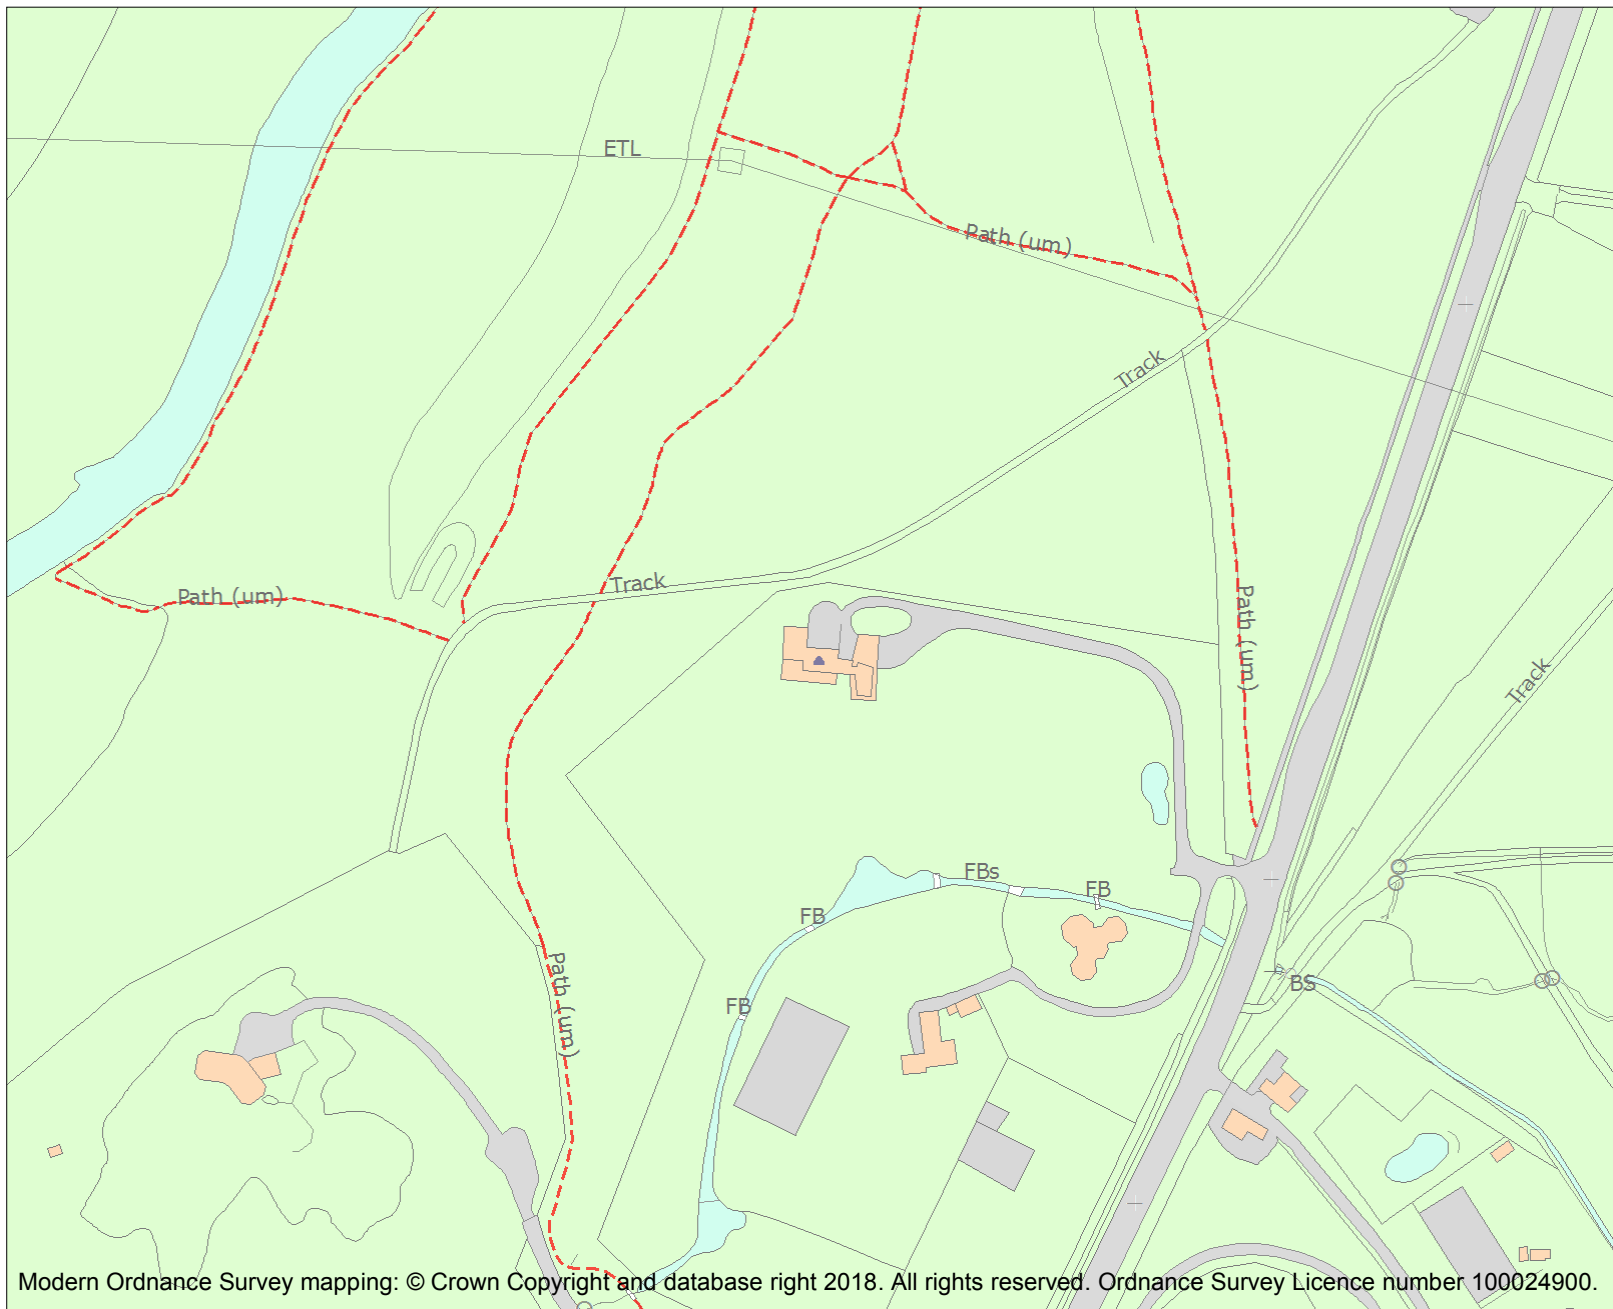 ETL
Path (um)
Track
Path (um)
Track
Path (um)
Track
FBs
FB
FB
Path (um)
FB
BS
Modern Ordnance Survey mapping: © Crown Copyright and database right 2018. All rights reserved. Ordnance Survey Licence number 100024900.